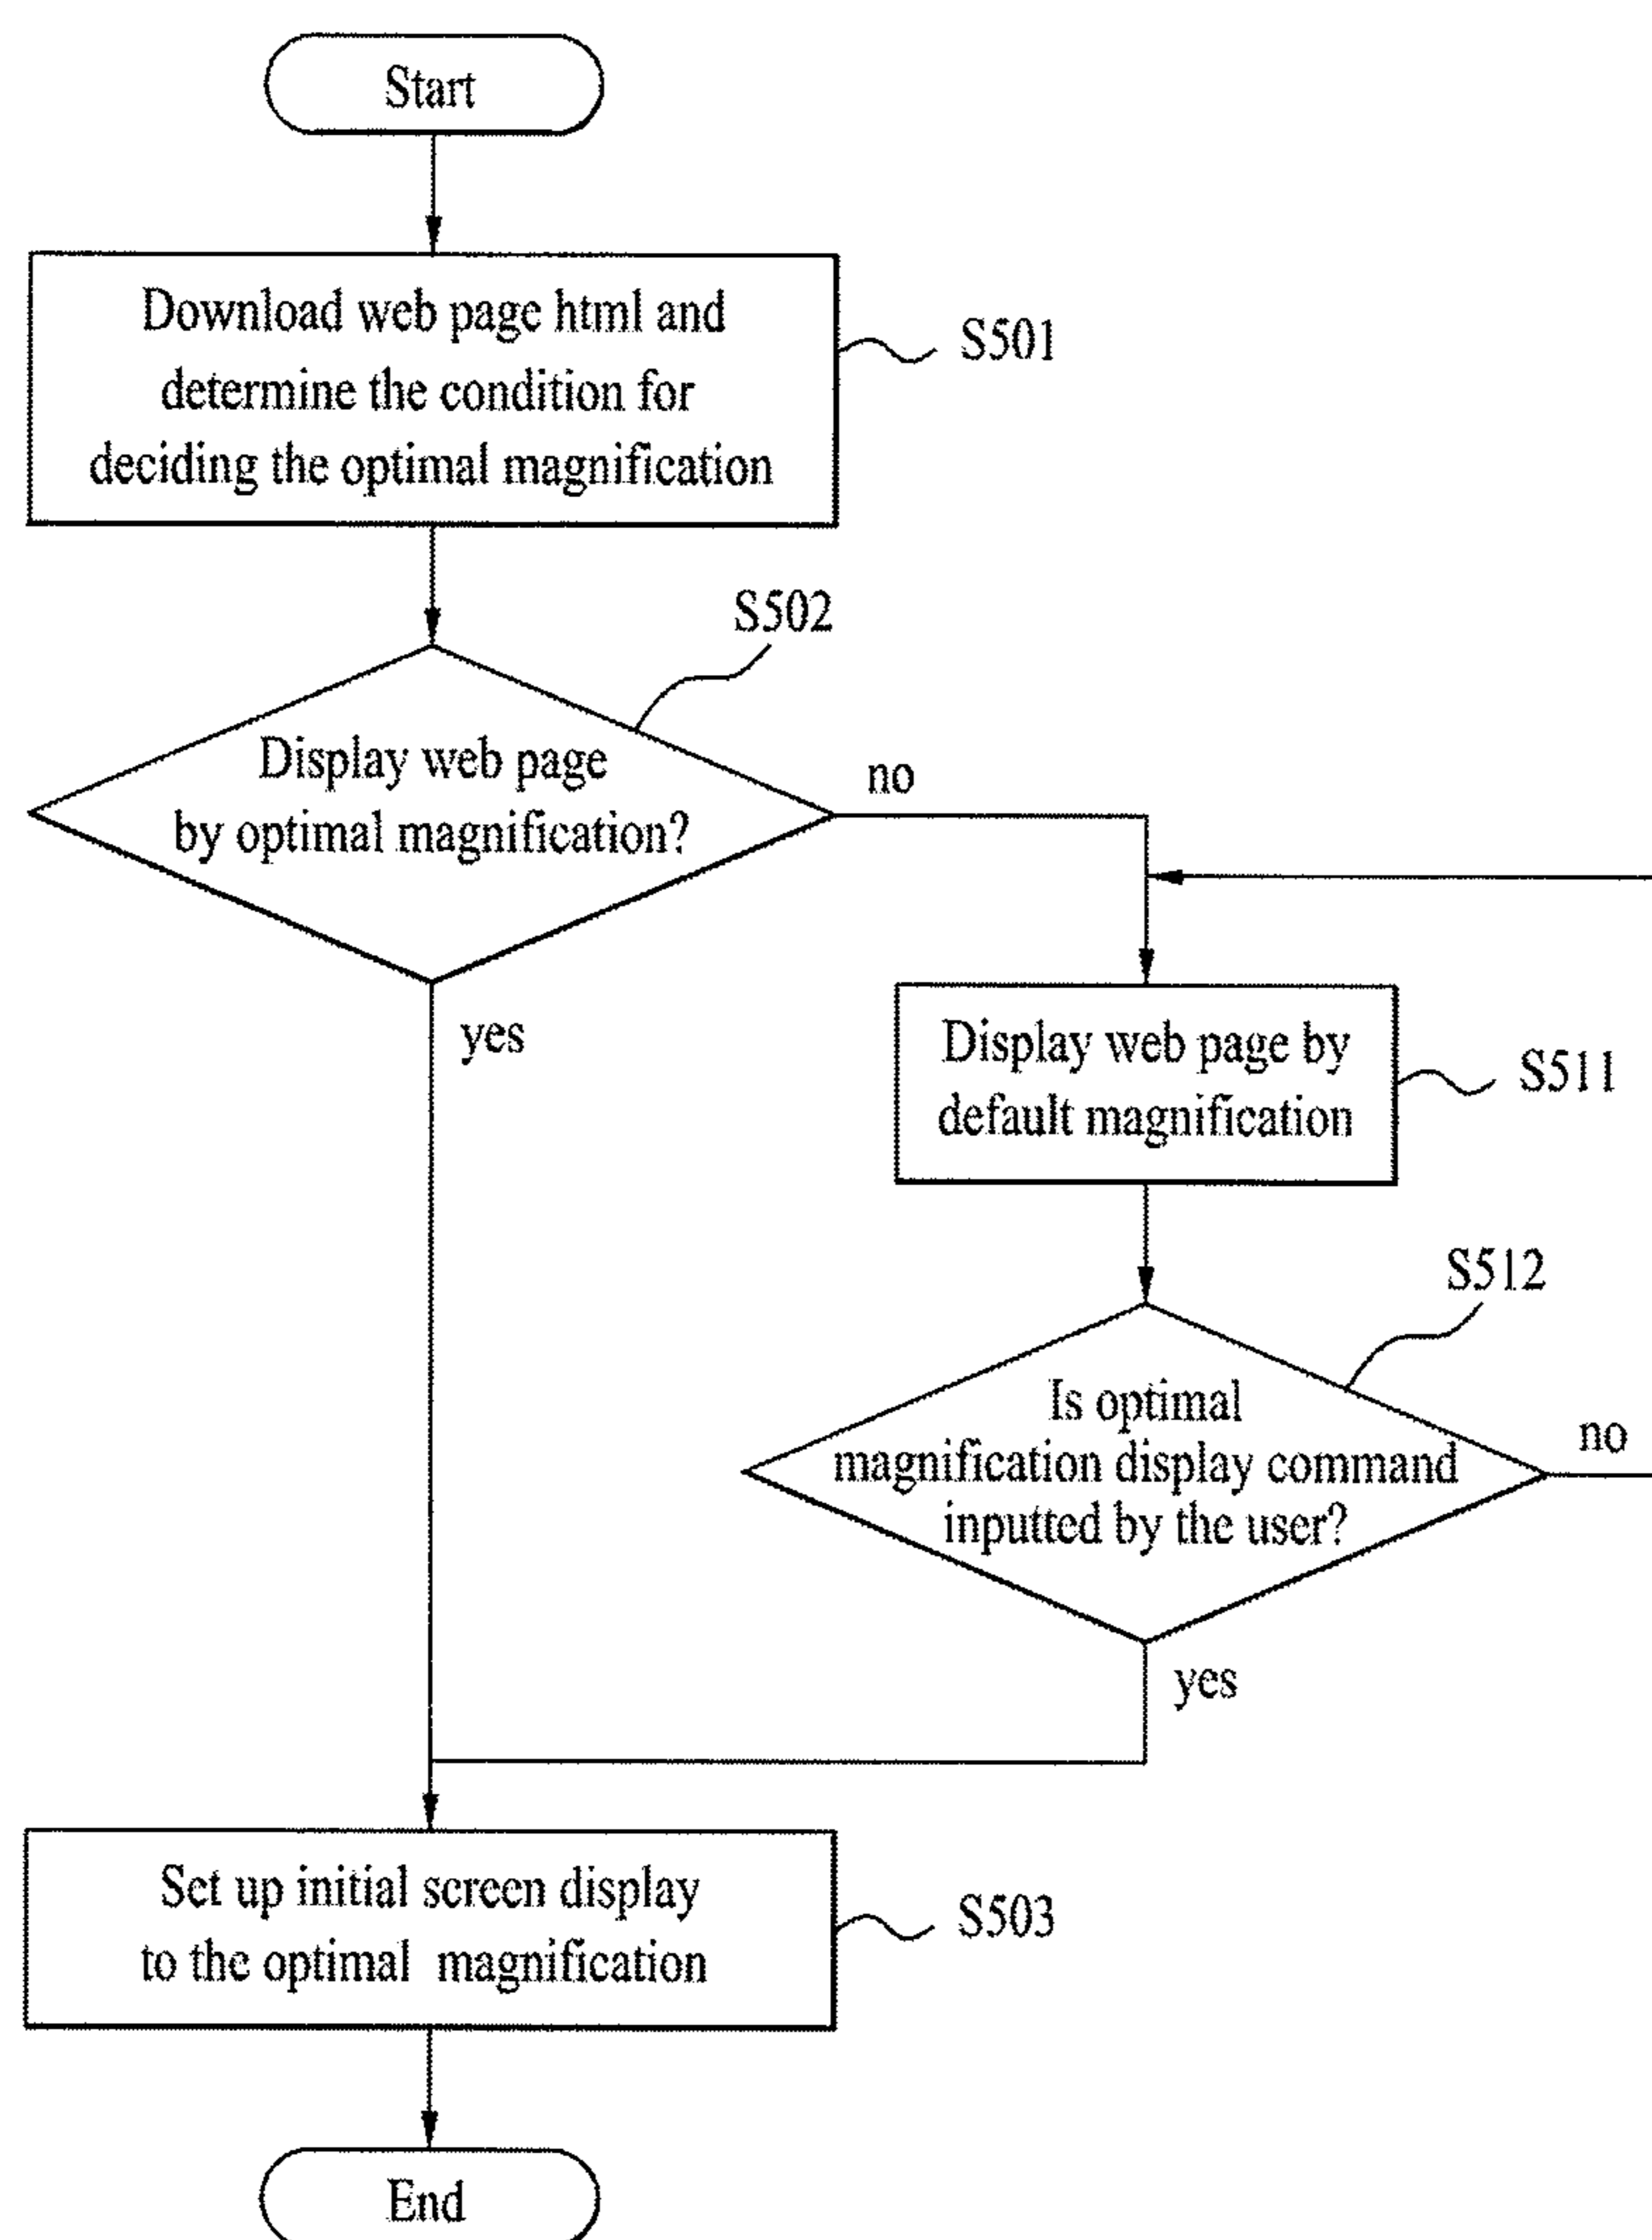 Start
Download web page html and
determine the condition for
deciding the optimal magnification
S501
S502
Display web page
by optimal magnification?
no
yes
Display web page by
default magnification
S511
S512
Is optimal
magnification display command
inputted by the user?
no
yes
Set up initial screen display
to the optimal magnification
S503
End